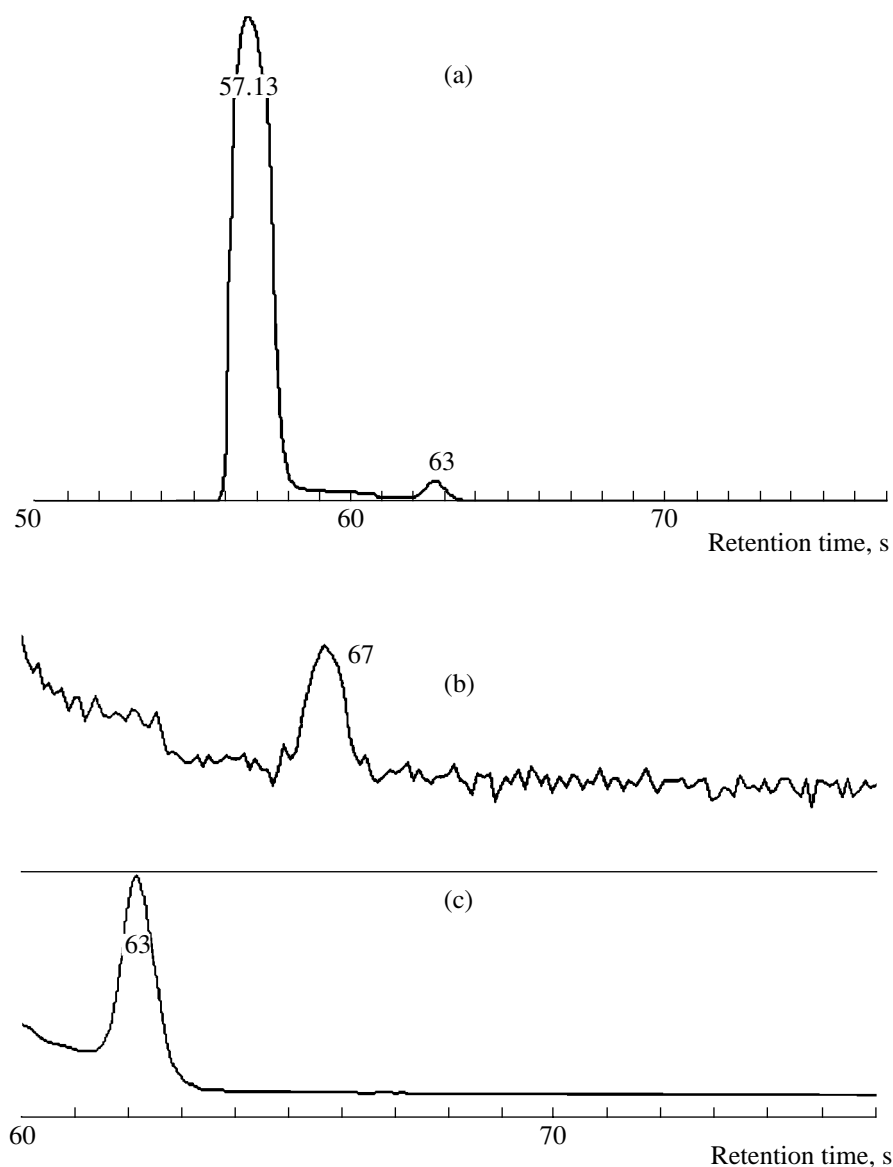 (a)
57.13
63
50 60 70
Retention time, s
67
(b)
(c)
63
60 70
Retention time, s